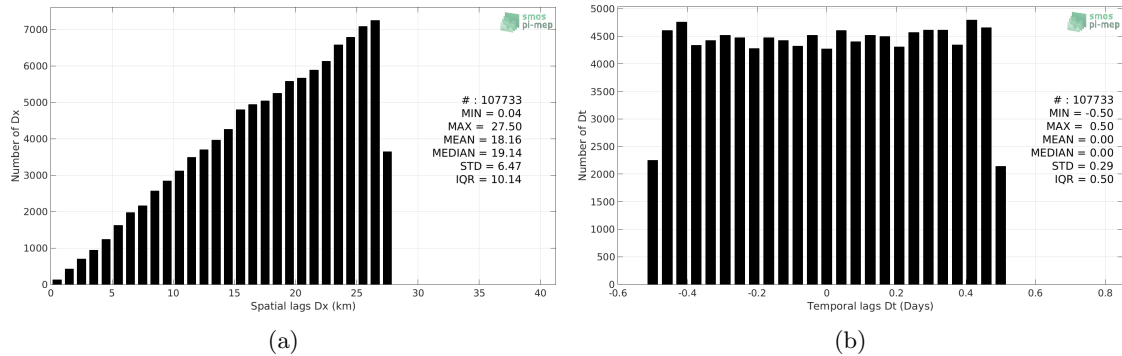 7000
6000
5000
4000
3000
2000
1000
0
Number of Dx
0 5 10 15 20 25 30 35 40
Spatial lags Dx (km)
smos
pi-mep
# : 107733
MIN = 0.04
MAX = 27.50
MEAN = 18.16
MEDIAN = 19.14
STD = 6.47
IQR = 10.14
(a)
5000
4500
4000
3500
3000
2500
2000
1500
1000
500
0
Number of Dt
-0.6 -0.4 -0.2 0 0.2 0.4 0.6 0.8
Temporal lags Dt (Days)
smos
pi-mep
# : 107733
MIN = -0.50
MAX = 0.50
MEAN = 0.00
MEDIAN = 0.00
STD = 0.29
IQR = 0.50
(b)